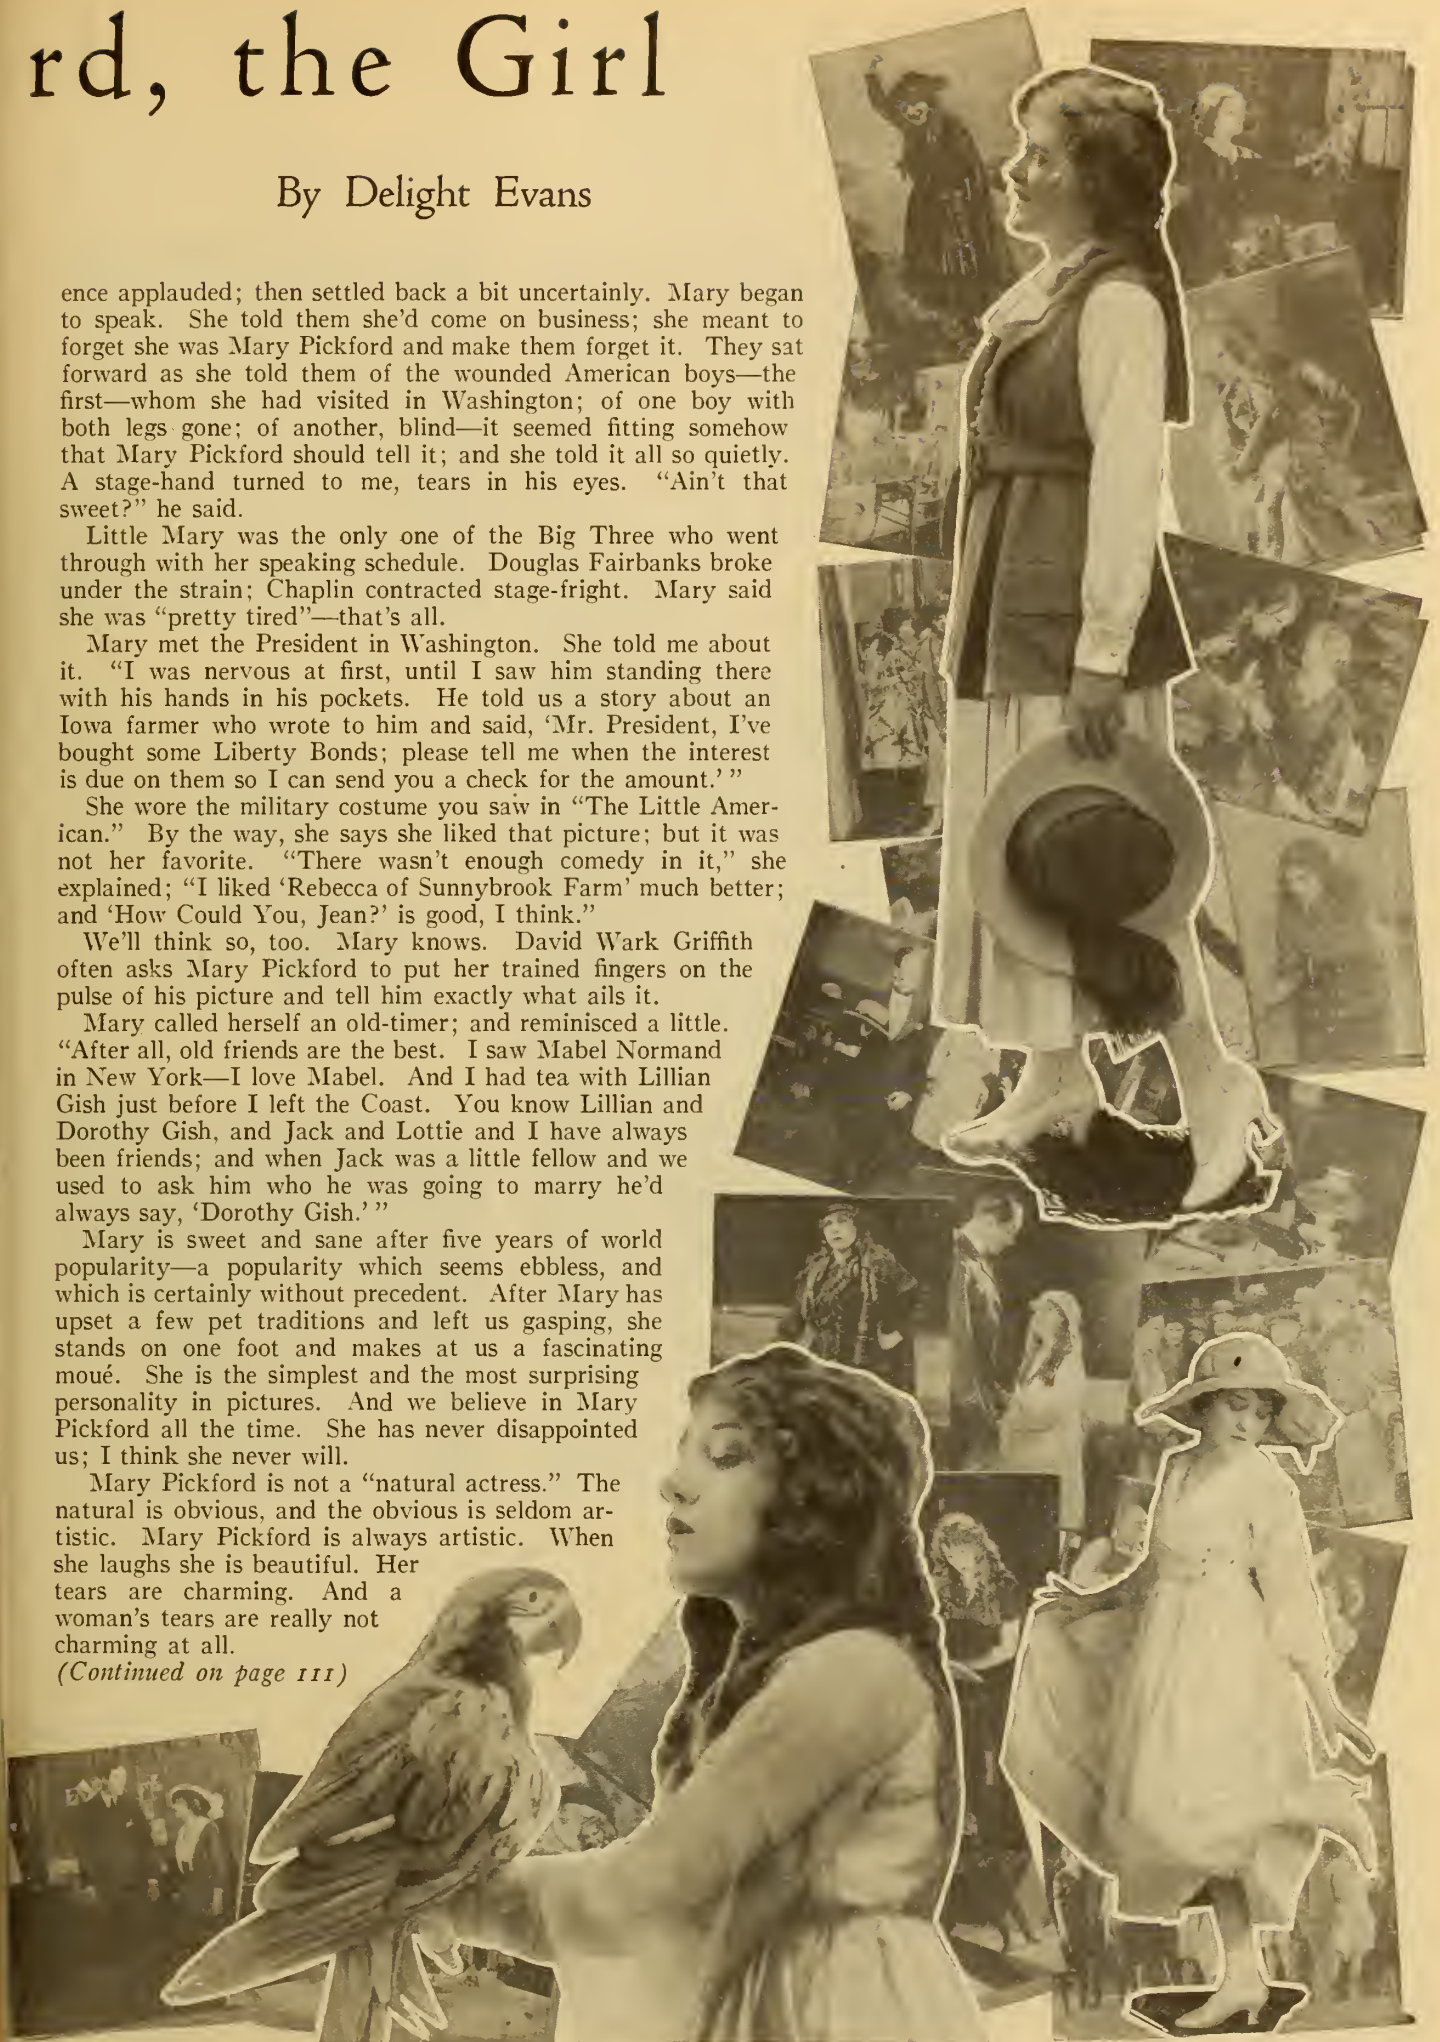 rd, the Girl
By Delight Evans
ence applauded; then settled back a bit uncertainly. Mary began
to speak. She told them she'd come on business; she meant to
forget she was Mary Pickford and make them forget it. They sat
forward as she told them of the wounded American boys—the
first—whom she had visited in Washington; of one boy with
both legs gone; of another, blind—it seemed fitting somehow
that Mary Pickford should tell it; and she told it all so quietly.
A stage-hand turned to me, tears in his eyes. "Ain't that
sweet?" he said.
Little Mary was the only one of the Big Three who went
through with her speaking schedule. Douglas Fairbanks broke
under the strain; Chaplin contracted stage-fright. Mary said
she was "pretty tired"—that's all.
Mary met the President in Washington. She told me about
it. "I was nervous at first, until I saw him standing there
with his hands in his pockets. He told us a story about an
Iowa farmer who wrote to him and said, 'Mr. President, I've
bought some Liberty Bonds; please tell me when the interest
is due on them so I can send you a check for the amount.' "
She wore the military costume you saw in "The Little Amer-
ican." By the way, she says she liked that picture; but it was
not her favorite. "There wasn't enough comedy in it," she
explained; "I liked 'Rebecca of Sunnybrook Farm' much better;
and 'How Could You, Jean?' is good, I think."
We'll think so, too. Mary knows. David Wark Griffith
often asks Mary Pickford to put her trained fingers on the
pulse of his picture and tell him exactly what ails it.
Mary called herself an old-timer; and reminisced a little.
"After all, old friends are the best. I saw Mabel Normand
in New York—I love Mabel. And I had tea with Lillian
Gish just before I left the Coast. You know Lillian and
Dorothy Gish, and Jack and Lottie and I have always
been friends; and when Jack was a little fellow and we
used to ask him who he was going to marry he'd
always say, 'Dorothy Gish.' "
Mary is sweet and sane after five years of world
popularity—a popularity which seems ebbless, and
which is certainly without precedent. After Mary has
upset a few pet traditions and left us gasping, she
stands on one foot and makes at us a fascinating
moué. She is the simplest and the most surprising
personality in pictures. And we believe in Mary
Pickford all the time. She has never disappointed
us; I think she never will.
Mary Pickford is not a "natural actress." The
natural is obvious, and the obvious is seldom ar-
tistic. Mary Pickford is always artistic. When
she laughs she is beautiful. Her
tears are charming. And a
woman's tears are really not
charming at all.
(Continued on page 111)